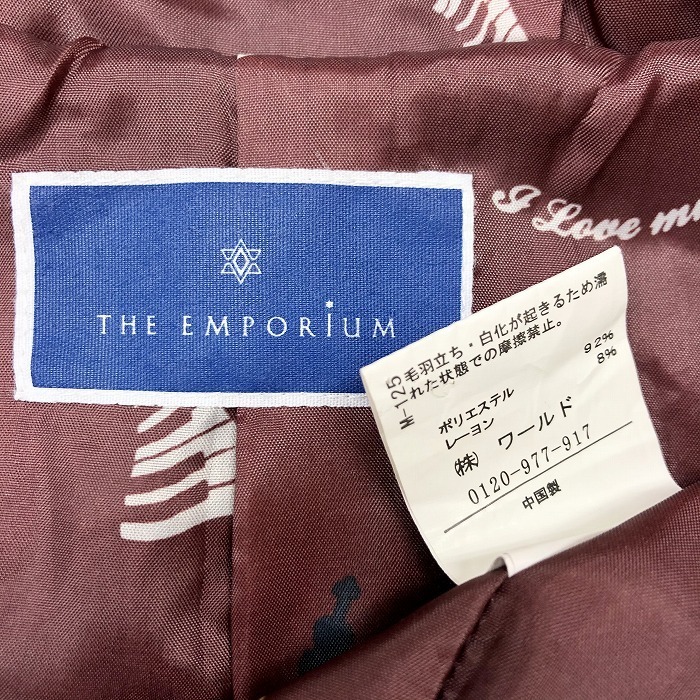 THE EMPORIUM
I Love mu
M-125
毛羽立ち・白化が起きるため濡
れた状態での摩擦禁止。
ポリエステル 92%
レーヨン 8%
(株) ワールド
0120-977-917
中国製